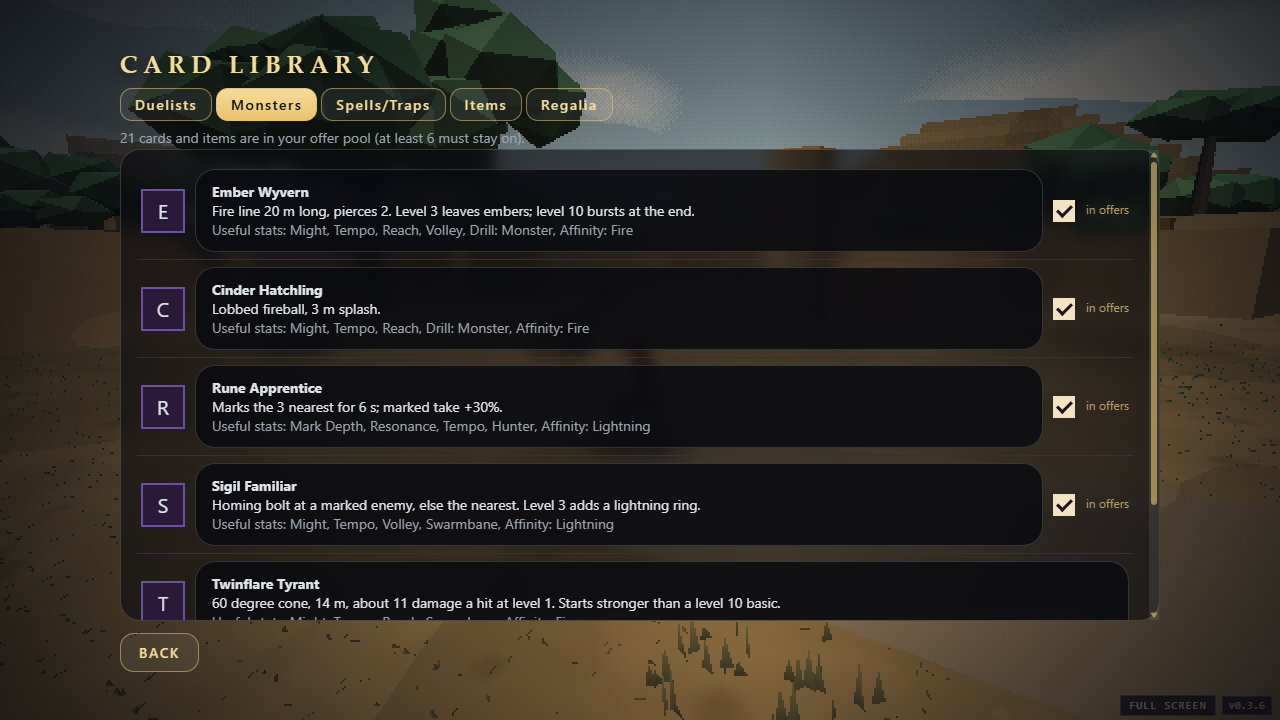 CARD LIBRARY
Duelists
Monsters
Spells/Traps
Items
Regalia
21 cards and items are in your offer pool (at least 6 must stay on).
E
Ember Wyvern
Fire line 20 m long, pierces 2. Level 3 leaves embers; level 10 bursts at the end.
Useful stats: Might, Tempo, Reach, Volley, Drill: Monster, Affinity: Fire
in offers
C
Cinder Hatchling
Lobbed fireball, 3 m splash.
Useful stats: Might, Tempo, Reach, Drill: Monster, Affinity: Fire
in offers
R
Rune Apprentice
Marks the 3 nearest for 6 s; marked take +30%.
Useful stats: Mark Depth, Resonance, Tempo, Hunter, Affinity: Lightning
in offers
S
Sigil Familiar
Homing bolt at a marked enemy, else the nearest. Level 3 adds a lightning ring.
Useful stats: Might, Tempo, Volley, Swarmbane, Affinity: Lightning
in offers
T
Twinflare Tyrant
60 degree cone, 14 m, about 11 damage a hit at level 1. Starts stronger than a level 10 basic.
BACK
FULL SCREEN
v0.3.6